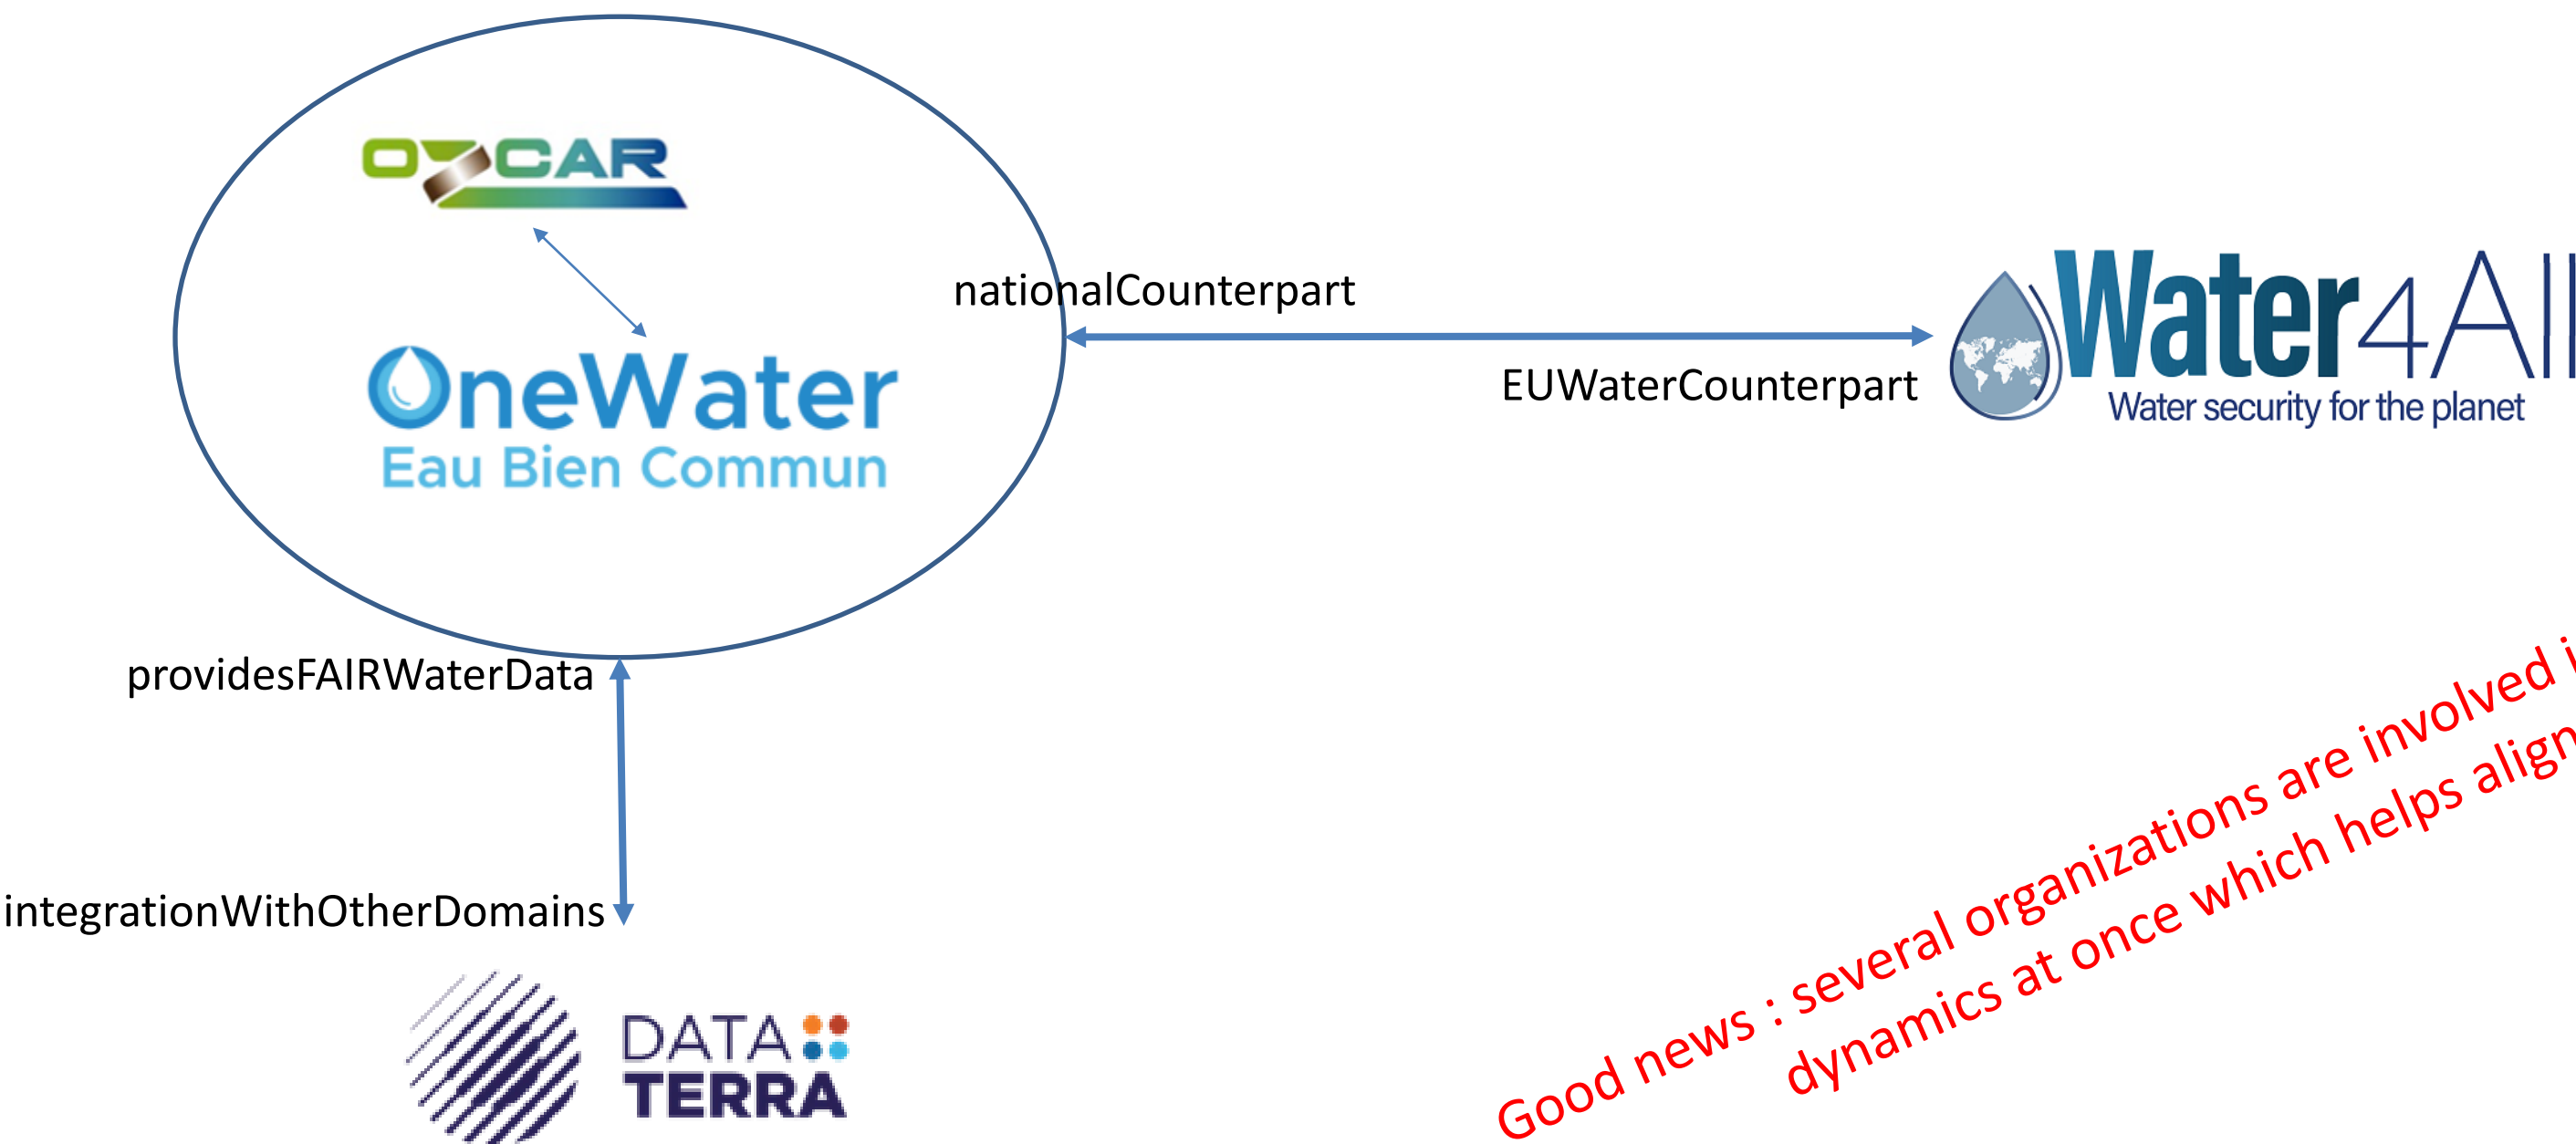 OZCAR
OneWater
Eau Bien Commun
nationalCounterpart
EUWaterCounterpart
Water4All
Water security for the planet
providesFAIRWaterData
integrationWithOtherDomains
DATA
TERRA
Good news : several organizations are involved
dynamics at once which helps align